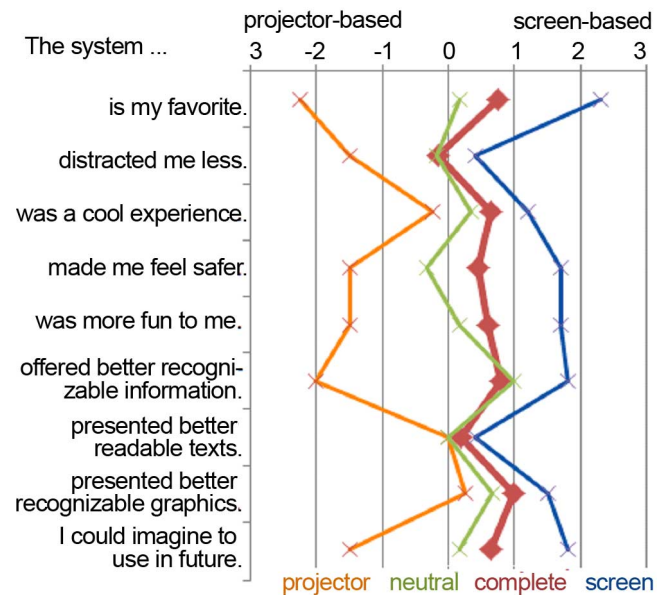 projector-based screen-based
The system ...
3 -2 -1 0 1 2 3
is my favorite.
distracted me less.
was a cool experience.
made me feel safer.
was more fun to me.
offered better recogni-
zable information.
presented better
readable texts.
presented better
recognizable graphics.
I could imagine to
use in future.
projector neutral complete screen